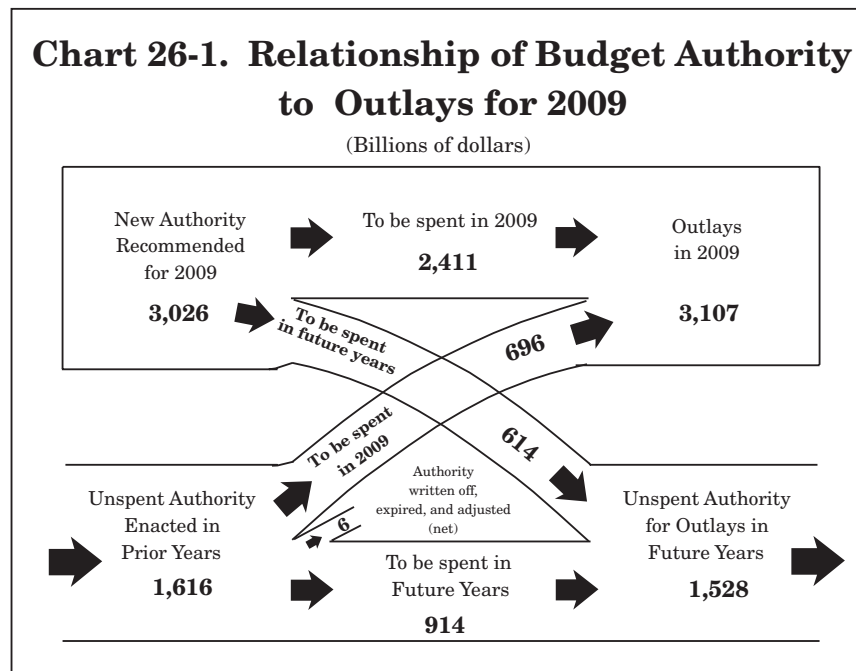 Chart 26-1. Relationship of Budget Authority
to Outlays for 2009
(Billions of dollars)
New Authority
Recommended
for 2009
3,026
To be spent in 2009
2,411
Outlays
in 2009
3,107
To be spent
in future years
696
To be spent
in 2009
614
Authority
written off,
expired, and adjusted
(net)
6
Unspent Authority
Enacted in
Prior Years
1,616
To be spent in
Future Years
914
Unspent Authority
for Outlays in
Future Years
1,528